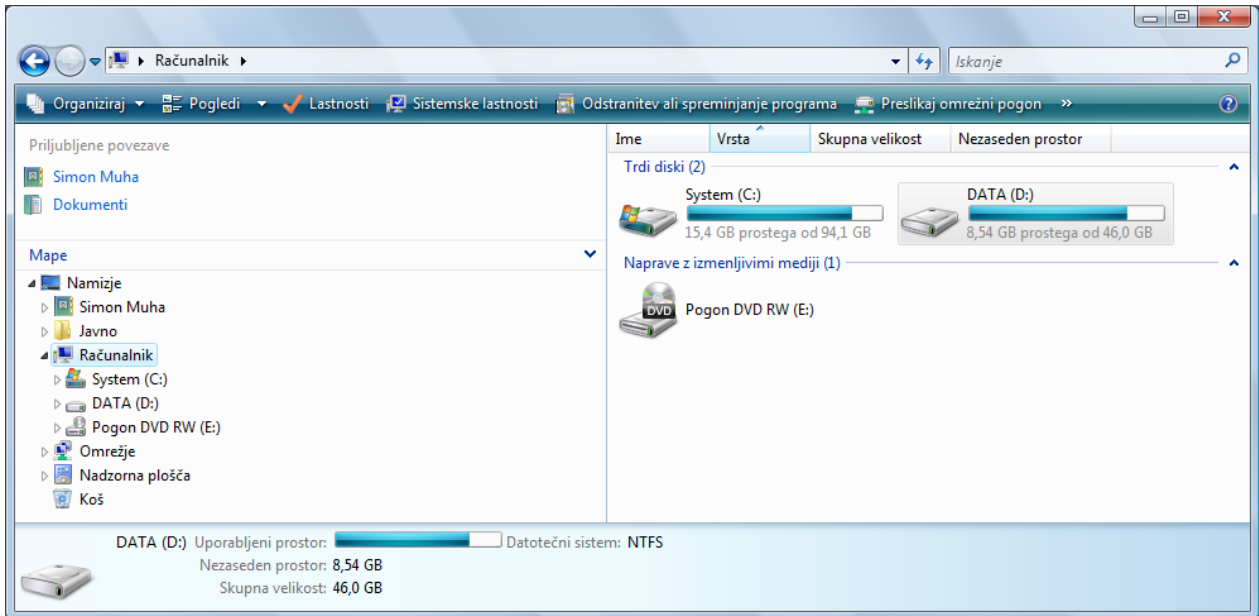 Računalnik
Iskanje
Organiziraj Pogledi Lastnosti Sistemske lastnosti Odstranitev ali spreminjanje programa Preslikaj omrežni pogon »
Priljubljene povezave
Simon Muha
Dokumenti
Mape
Namizje
Simon Muha
Javno
Računalnik
System (C:)
DATA (D:)
Pogon DVD RW (E:)
Omrežje
Nadzorna plošča
Koš
Ime Vrsta Skupna velikost Nezaseden prostor
Trdi diski (2)
System (C:)
15,4 GB prostega od 94,1 GB
DATA (D:)
8,54 GB prostega od 46,0 GB
Naprave z izmenljivimi mediji (1)
DVD
Pogon DVD RW (E:)
DATA (D:) Uporabljeni prostor: Datotečni sistem: NTFS
Nezaseden prostor: 8,54 GB
Skupna velikost: 46,0 GB